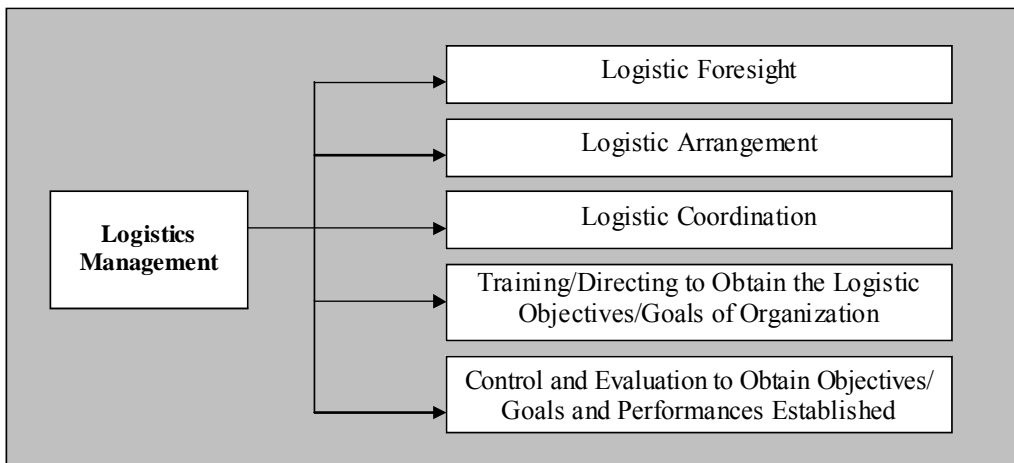 Logistic Foresight
Logistic Arrangement
Logistics
Management
Logistic Coordination
Training/Directing to Obtain the Logistic
Objectives/Goals of Organization
Control and Evaluation to Obtain Objectives/
Goals and Performances Established